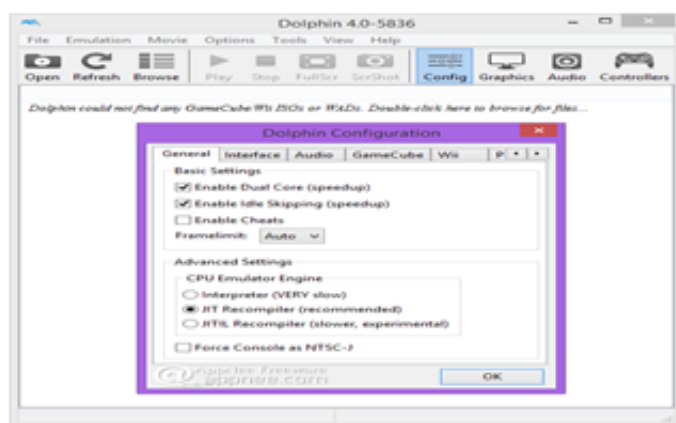 Dolphin 4.0-5836
File Emulation Movie Options Tools View Help
Open Refresh Browse Play Stop FullScr ScrShot Config Graphics Audio Controllers
Dolphin could not find any GameCube/Wii ISOs or WADs. Double-click here to browse for files...
Dolphin Configuration
General Interface Audio GameCube Wii P
Basic Settings
Enable Dual Core (speedup)
Enable Idle Skipping (speedup)
Enable Cheats
Framelimit: Auto
Advanced Settings
CPU Emulator Engine
Interpreter (VERY slow)
JIT Recompiler (recommended)
JITIL Recompiler (slower, experimental)
Force Console as NTSC-J
OK